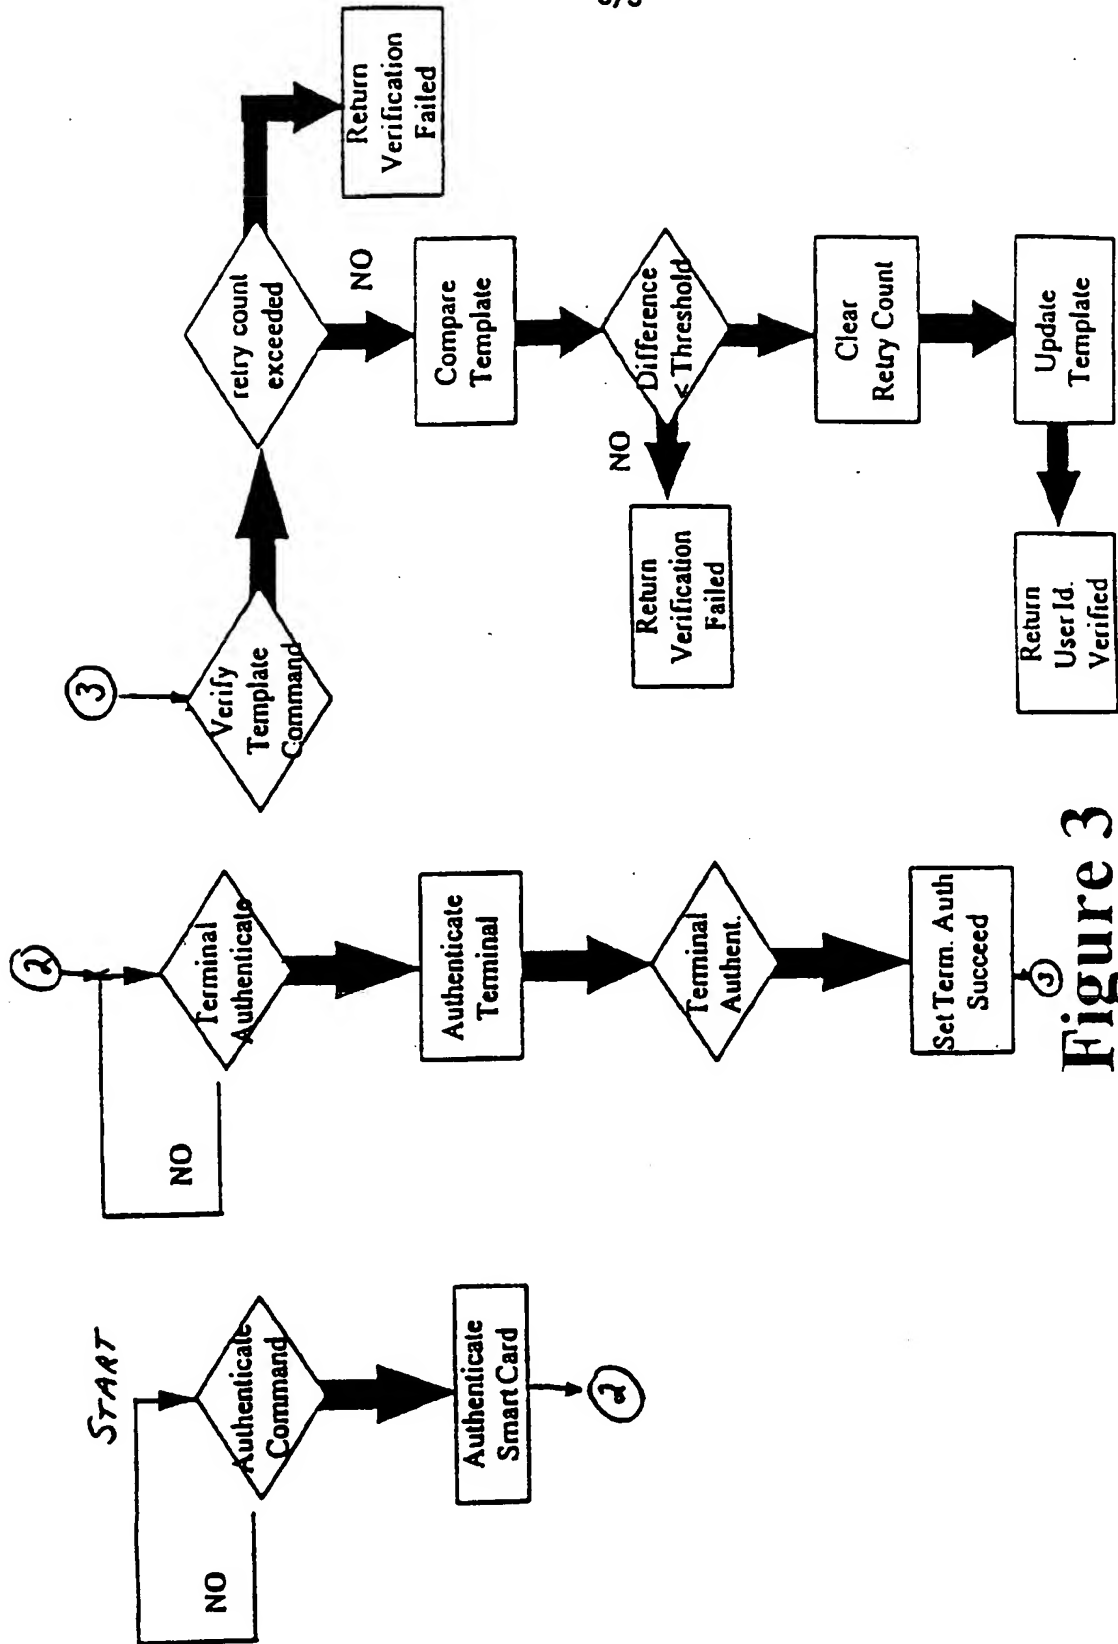 START
Authenticate
Command
NO
Authenticate
Smart Card
2
2
Terminal
Authenticate
NO
Authenticate
Terminal
Terminal
Authent.
Set Term. Auth
Succeed
3
3
Verify
Template
Command
retry count
exceeded
Return
Verification
Failed
NO
Compare
Template
Difference
< Threshold
NO
Return
Verification
Failed
Clear
Retry Count
Update
Template
Return
User Id.
Verified
Figure 3